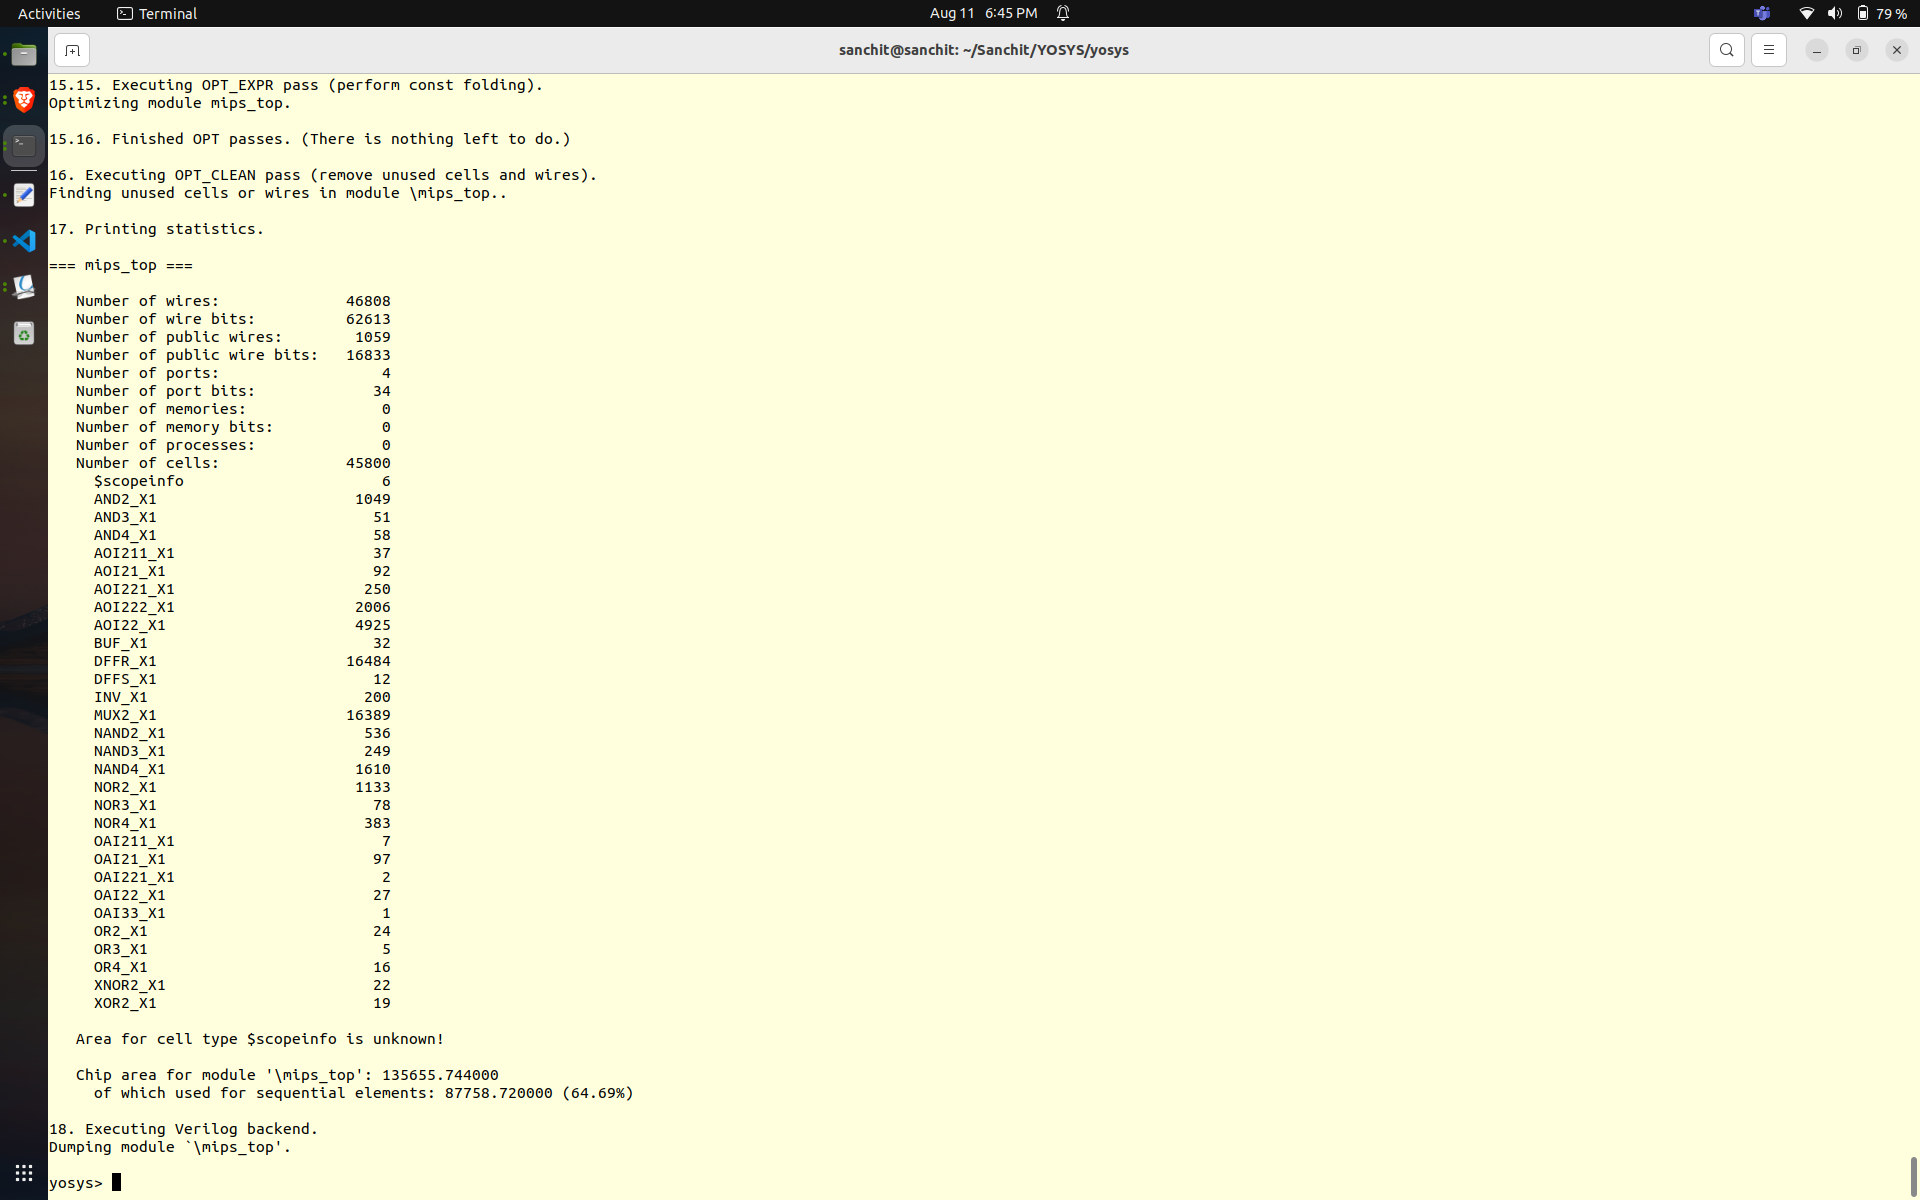 Activities Terminal Aug 11 6:45 PM 79 %
sanchit@sanchit: ~/Sanchit/YOSYS/yosys
15.15. Executing OPT_EXPR pass (perform const folding).
Optimizing module mips_top.
15.16. Finished OPT passes. (There is nothing left to do.)
16. Executing OPT_CLEAN pass (remove unused cells and wires).
Finding unused cells or wires in module \mips_top..
17. Printing statistics.
=== mips_top ===
Number of wires: 46808
Number of wire bits: 62613
Number of public wires: 1059
Number of public wire bits: 16833
Number of ports: 4
Number of port bits: 34
Number of memories: 0
Number of memory bits: 0
Number of processes: 0
Number of cells: 45800
$scopeinfo 6
AND2_X1 1049
AND3_X1 51
AND4_X1 58
AOI211_X1 37
AOI21_X1 92
AOI221_X1 250
AOI222_X1 2006
AOI22_X1 4925
BUF_X1 32
DFFR_X1 16484
DFFS_X1 12
INV_X1 200
MUX2_X1 16389
NAND2_X1 536
NAND3_X1 249
NAND4_X1 1610
NOR2_X1 1133
NOR3_X1 78
NOR4_X1 383
OAI211_X1 7
OAI21_X1 97
OAI221_X1 2
OAI22_X1 27
OAI33_X1 1
OR2_X1 24
OR3_X1 5
OR4_X1 16
XNOR2_X1 22
XOR2_X1 19
Area for cell type $scopeinfo is unknown!
Chip area for module '\mips_top': 135655.744000
of which used for sequential elements: 87758.720000 (64.69%)
18. Executing Verilog backend.
Dumping module `\mips_top'.
yosys>